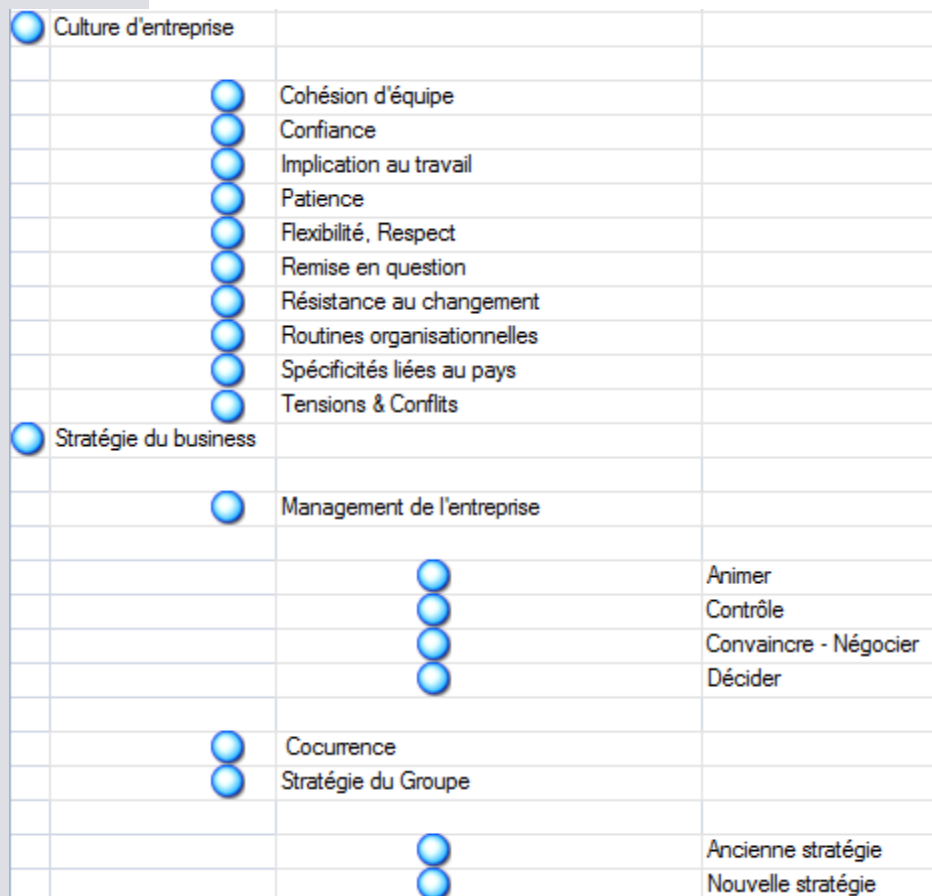 Culture d'entreprise
Cohésion d'équipe
Confiance
Implication au travail
Patience
Flexibilité, Respect
Remise en question
Résistance au changement
Routines organisationnelles
Spécificités liées au pays
Tensions & Conflits
Stratégie du business
Management de l'entreprise
Animer
Contrôle
Convaincre - Négocier
Décider
Cocurrence
Stratégie du Groupe
Ancienne stratégie
Nouvelle stratégie